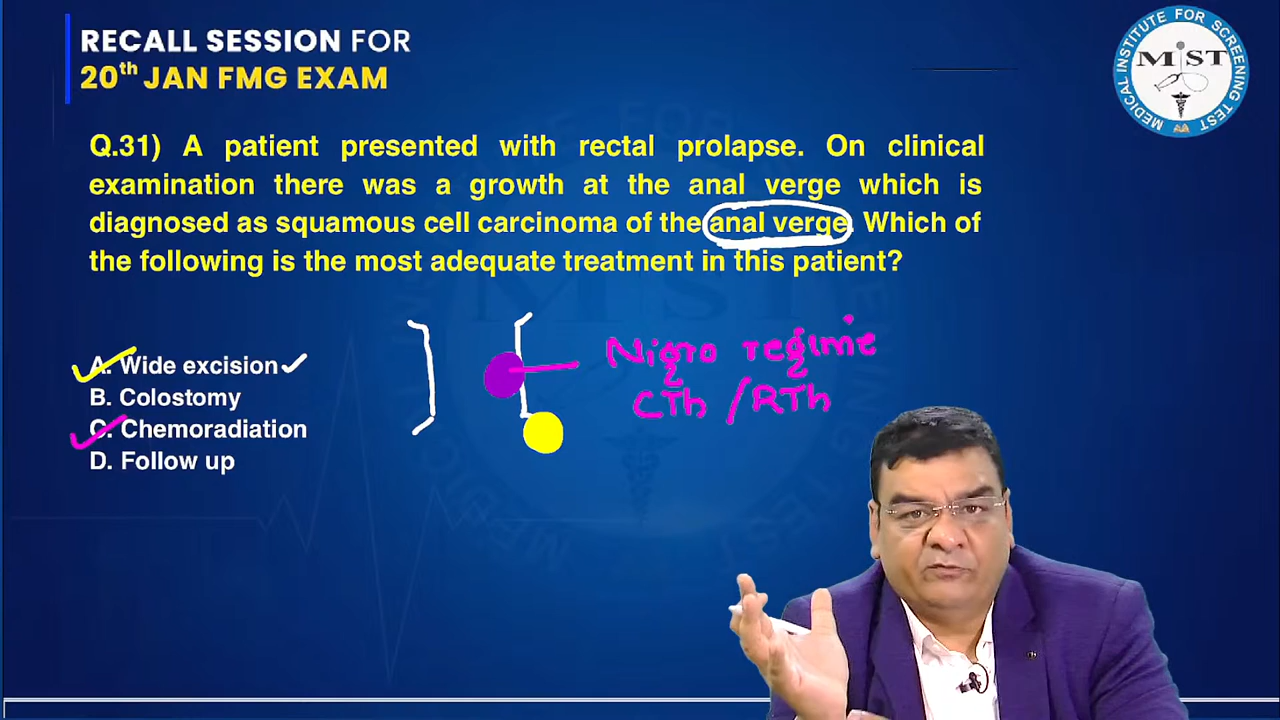 RECALL SESSION FOR
20th JAN FMG EXAM
MEDICAL INSTITUTE FOR SCREENING TEST
MIST
Q.31) A patient presented with rectal prolapse. On clinical
examination there was a growth at the anal verge which is
diagnosed as squamous cell carcinoma of the anal verge. Which of
the following is the most adequate treatment in this patient?
A. Wide excision
B. Colostomy
C. Chemoradiation
D. Follow up
Nigro regime
CTh / RTh